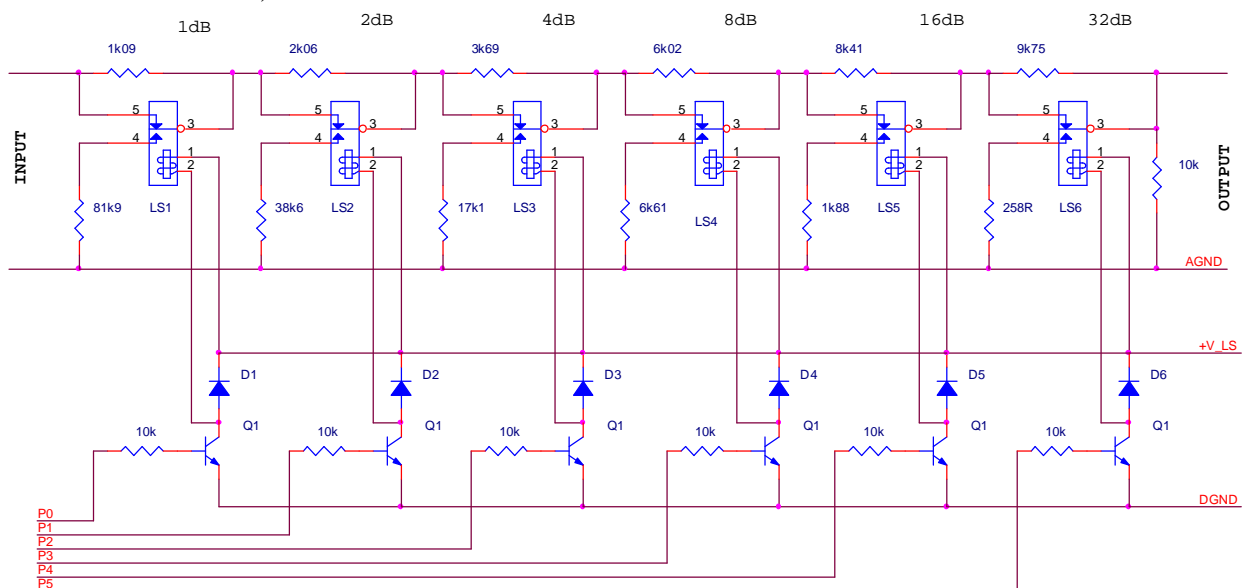 1dB 2dB 4dB 8dB 16dB 32dB
1k09 2k06 3k69 6k02 8k41 9k75
5 5 5 5 5 5
3 3 3 3 3 3
4 4 4 4 4 4
1 1 1 1 1 1
2 2 2 2 2 2
INPUT
10k
OUTPUT
81k9 LS1 38k6 LS2 17k1 LS3 6k61 LS4 1k88 LS5 258R LS6
AGND
+V_LS
D1 D2 D3 D4 D5 D6
Q1 Q1 Q1 Q1 Q1 Q1
10k 10k 10k 10k 10k 10k
DGND
P0
P1
P2
P3
P4
P5